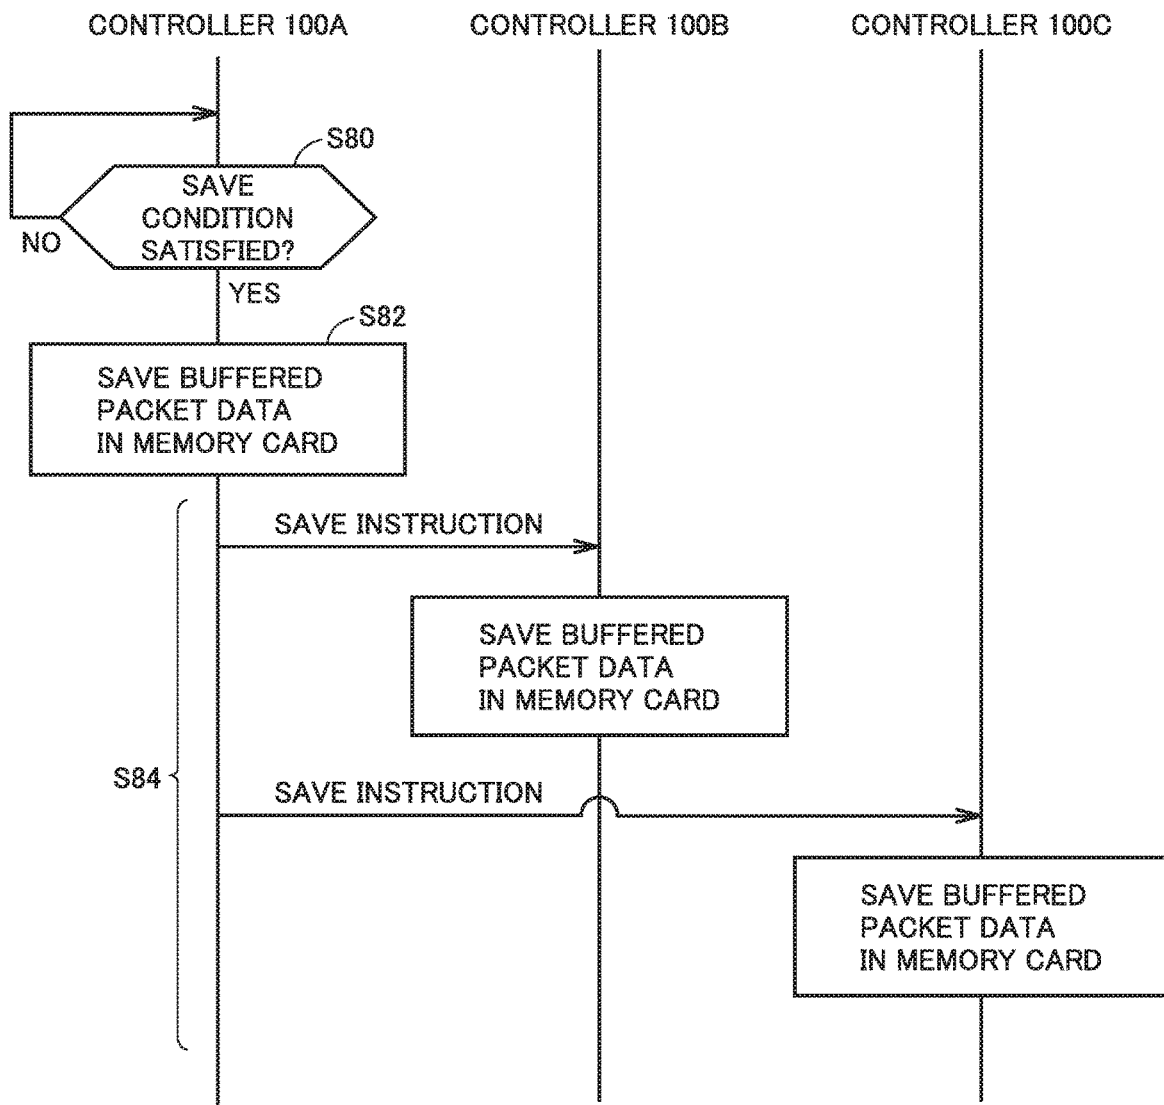 CONTROLLER 100A
CONTROLLER 100B
CONTROLLER 100C
S80
SAVE
CONDITION
SATISFIED?
NO
YES
S82
SAVE BUFFERED
PACKET DATA
IN MEMORY CARD
SAVE INSTRUCTION
SAVE BUFFERED
PACKET DATA
IN MEMORY CARD
S84
SAVE INSTRUCTION
SAVE BUFFERED
PACKET DATA
IN MEMORY CARD